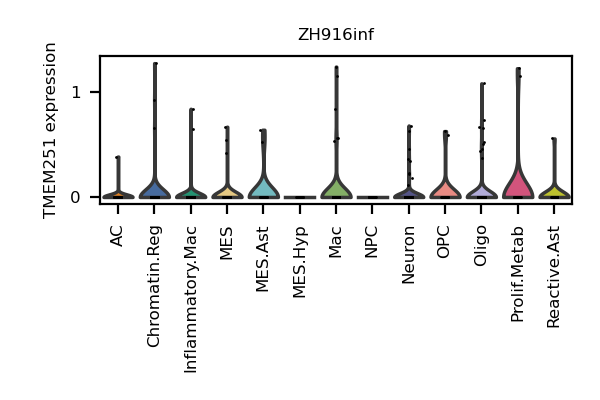 ZH916inf
TMEM251 expression
1
0
AC
Chromatin.Reg
Inflammatory.Mac
MES
MES.Ast
MES.Hyp
Mac
NPC
Neuron
OPC
Oligo
Prolif.Metab
Reactive.Ast